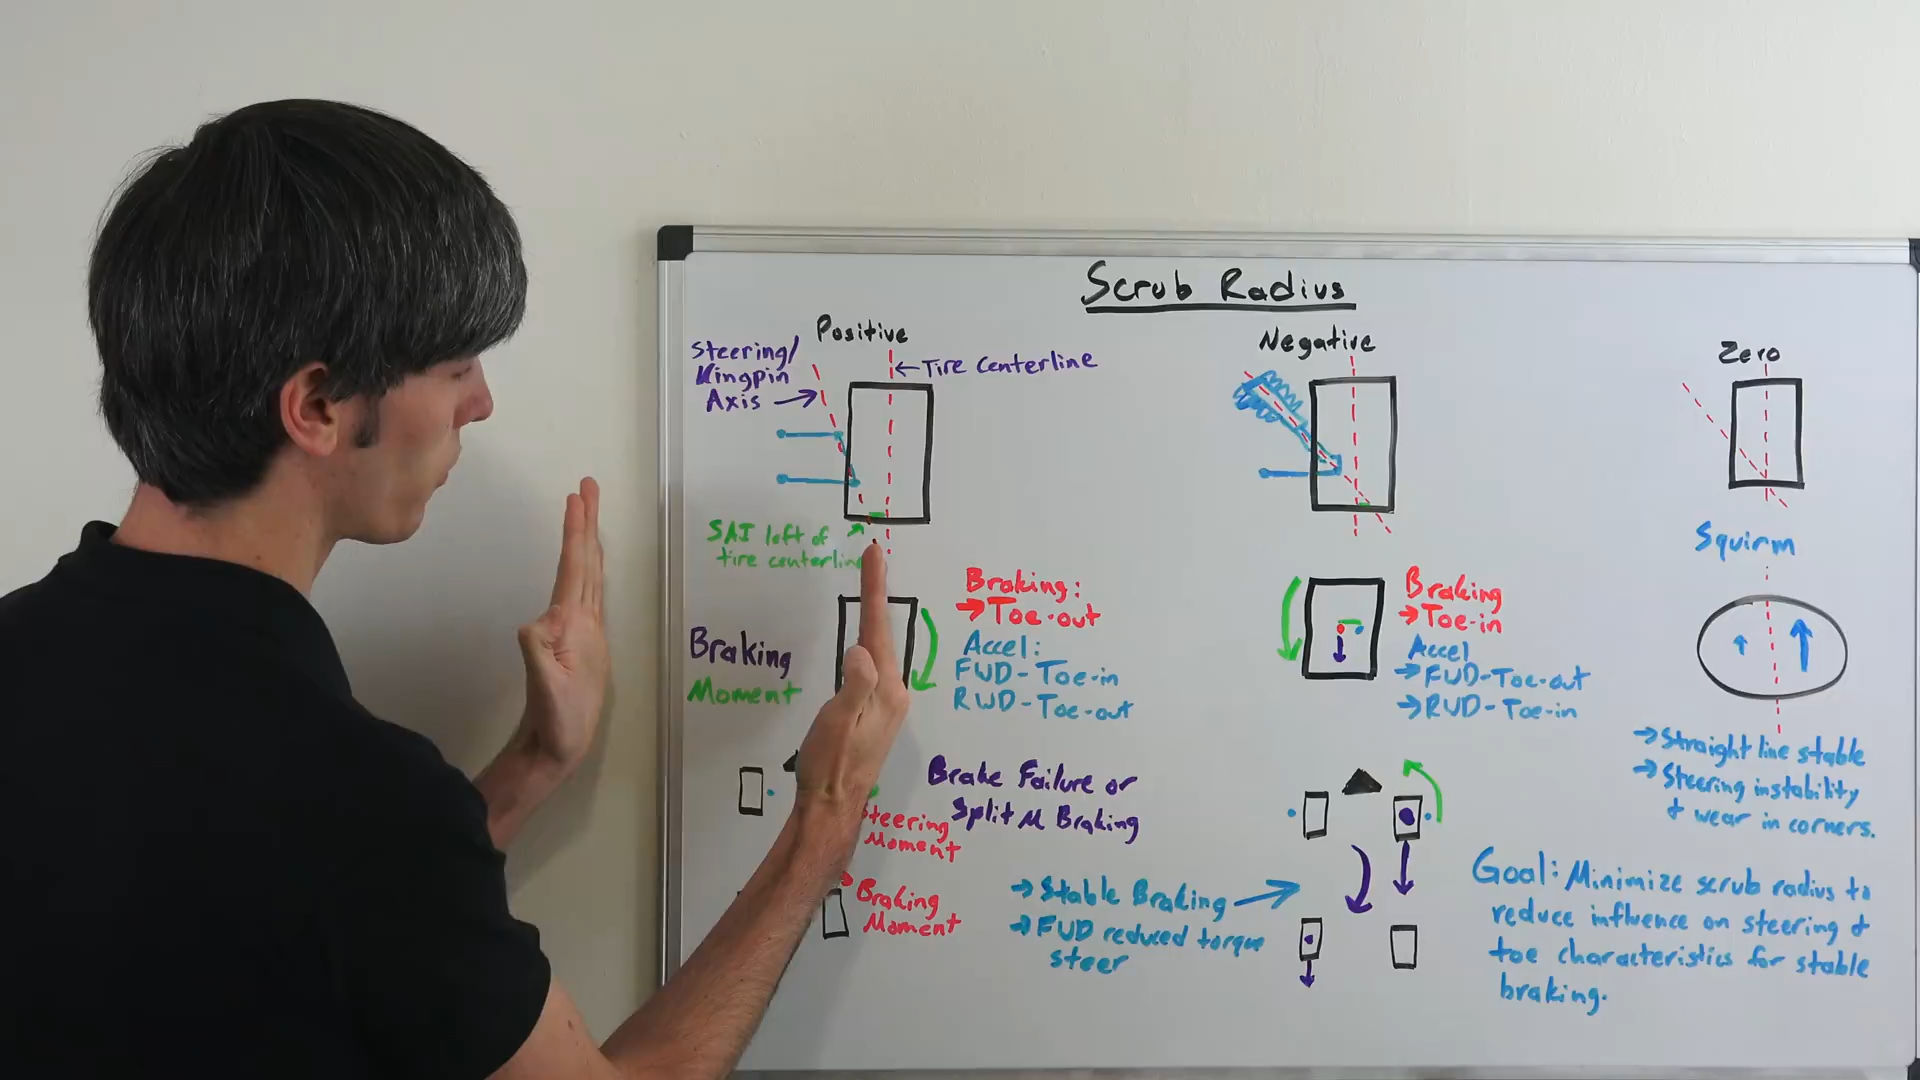 Scrub Radius
Positive
Steering/
Kingpin
Axis →
← Tire Centerline
SAI left of
tire centerline
Braking
Moment
Braking:
→ Toe-out
Accel:
FWD - Toe-in
RWD - Toe-out
Brake Failure or
Split μ Braking
Steering
Moment
→ Braking
Moment
→ Stable Braking
→ FWD reduced torque
steer
Negative
Braking
→ Toe-in
Accel
→ FWD-Toe-out
→ RWD-Toe-in
Zero
Squirm
→ Straight line stable
→ Steering instability
& wear in corners.
Goal: Minimize scrub radius to
reduce influence on steering &
toe characteristics for stable
braking.